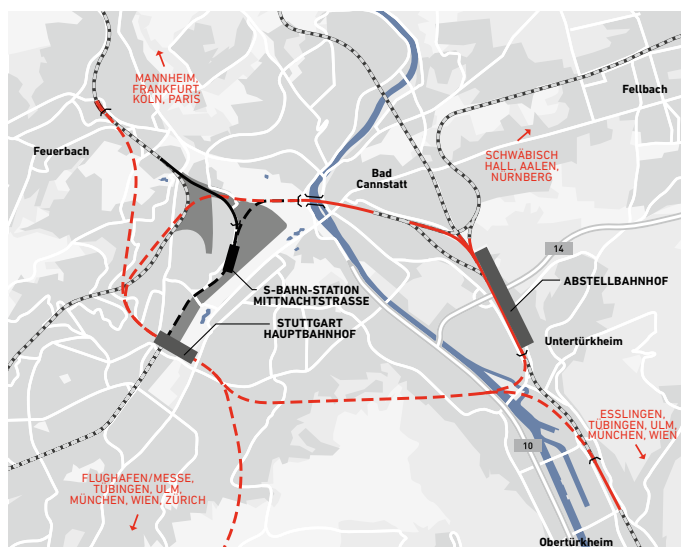 MANNHEIM,
FRANKFURT,
KÖLN, PARIS
Fellbach
Feuerbach
SCHWÄBISCH
HALL, AALEN,
NÜRNBERG
Bad
Cannstatt
14
ABSTELLBAHNHOF
S-BAHN-STATION
MITTNACHTSTRASSE
STUTTGART
HAUPTBAHNHOF
Untertürkheim
ESSLINGEN,
TÜBINGEN, ULM,
MÜNCHEN, WIEN
10
FLUGHAFEN/MESSE,
TÜBINGEN, ULM,
MÜNCHEN, WIEN, ZÜRICH
Obertürkheim